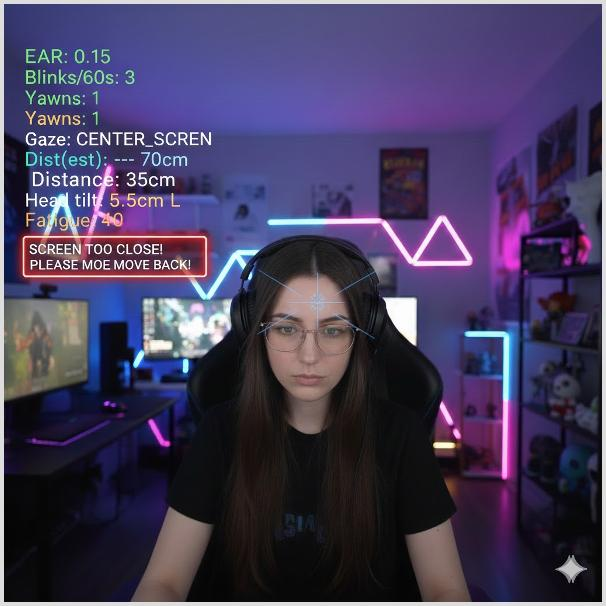 EAR: 0.15
Blinks/60s: 3
Yawns: 1
Yawns: 1
Gaze: CENTER_SCREN
Dist(est): --- 70cm
Distance: 35cm
Head tilt: 5.5cm L
Fatigue: 40
SCREEN TOO CLOSE!
PLEASE MOE MOVE BACK!